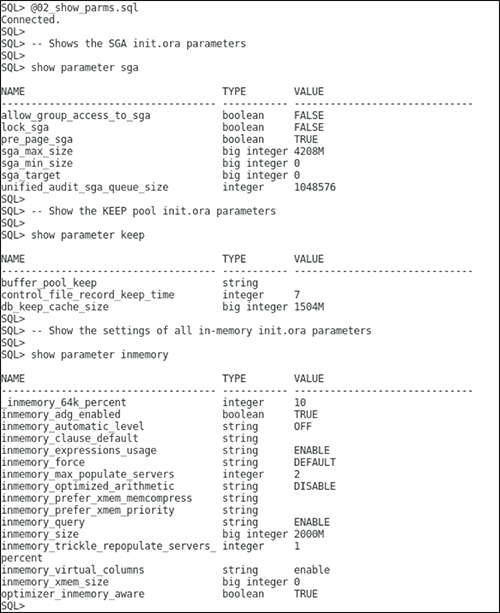 SQL> @02_show_parms.sql
Connected.
SQL>
SQL> -- Shows the SGA init.ora parameters
SQL>
SQL> show parameter sga

NAME                                 TYPE        VALUE
------------------------------------ ----------- ------------------------------
allow_group_access_to_sga            boolean     FALSE
lock_sga                             boolean     FALSE
pre_page_sga                         boolean     TRUE
sga_max_size                         big integer 4208M
sga_min_size                         big integer 0
sga_target                           big integer 0
unified_audit_sga_queue_size         integer     1048576
SQL>
SQL> -- Show the KEEP pool init.ora parameters
SQL>
SQL> show parameter keep

NAME                                 TYPE        VALUE
------------------------------------ ----------- ------------------------------
buffer_pool_keep                     string
control_file_record_keep_time        integer     7
db_keep_cache_size                   big integer 1504M
SQL>
SQL> -- Show the settings of all in-memory init.ora parameters
SQL>
SQL> show parameter inmemory

NAME                                 TYPE        VALUE
------------------------------------ ----------- ------------------------------
_inmemory_64k_percent                integer     10
inmemory_adg_enabled                 boolean     TRUE
inmemory_automatic_level             string      OFF
inmemory_clause_default              string
inmemory_expressions_usage           string      ENABLE
inmemory_force                       string      DEFAULT
inmemory_max_populate_servers        integer     2
inmemory_optimized_arithmetic        string      DISABLE
inmemory_prefer_xmem_memcompress     string
inmemory_prefer_xmem_priority        string
inmemory_query                       string      ENABLE
inmemory_size                        big integer 2000M
inmemory_trickle_repopulate_servers_ integer     1
percent
inmemory_virtual_columns             string      enable
inmemory_xmem_size                   big integer 0
optimizer_inmemory_aware             boolean     TRUE
SQL>